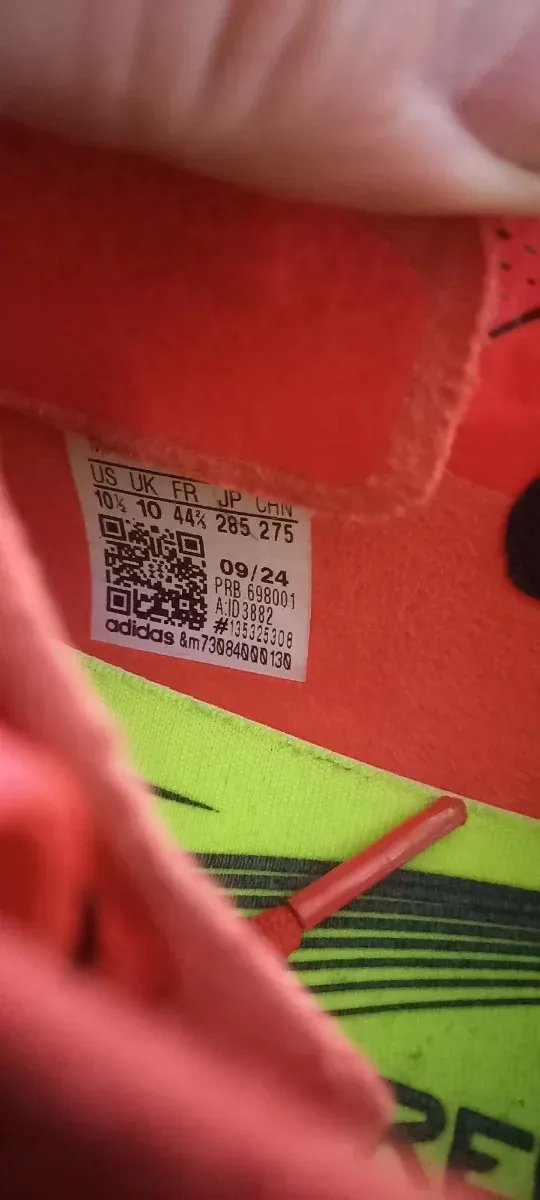 US UK FR JP CHN
10½ 10 44⅔ 285 275
09/24
PRB 698001
A:ID3882
#135325308
adidas &m73084000130